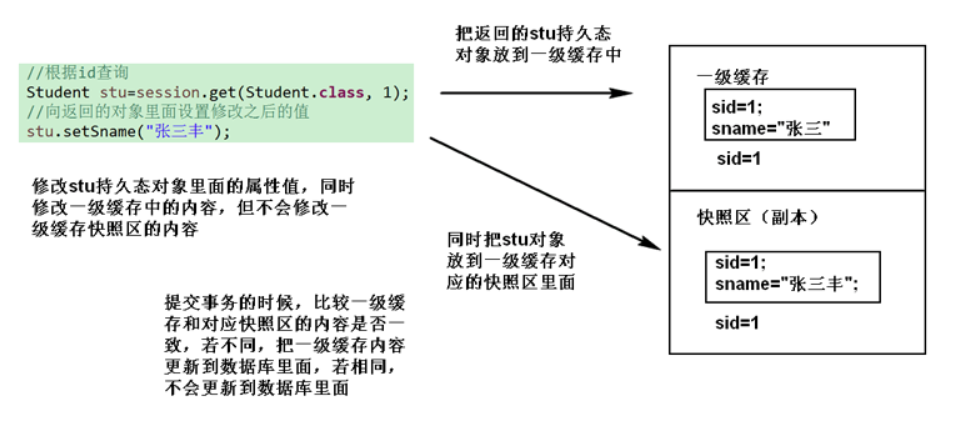 //根据id查询
Student stu=session.get(Student.class, 1);
//向返回的对象里面设置修改之后的值
stu.setSname("张三丰");
修改stu持久态对象里面的属性值，同时
修改一级缓存中的内容，但不会修改一
级缓存快照区的内容
提交事务的时候，比较一级缓
存和对应快照区的内容是否一
致，若不同，把一级缓存内容
更新到数据库里面，若相同，
不会更新到数据库里面
把返回的stu持久态
对象放到一级缓存中
同时把stu对象
放到一级缓存对
应的快照区里面
一级缓存
sid=1;
sname="张三"
sid=1
快照区（副本）
sid=1;
sname="张三丰";
sid=1